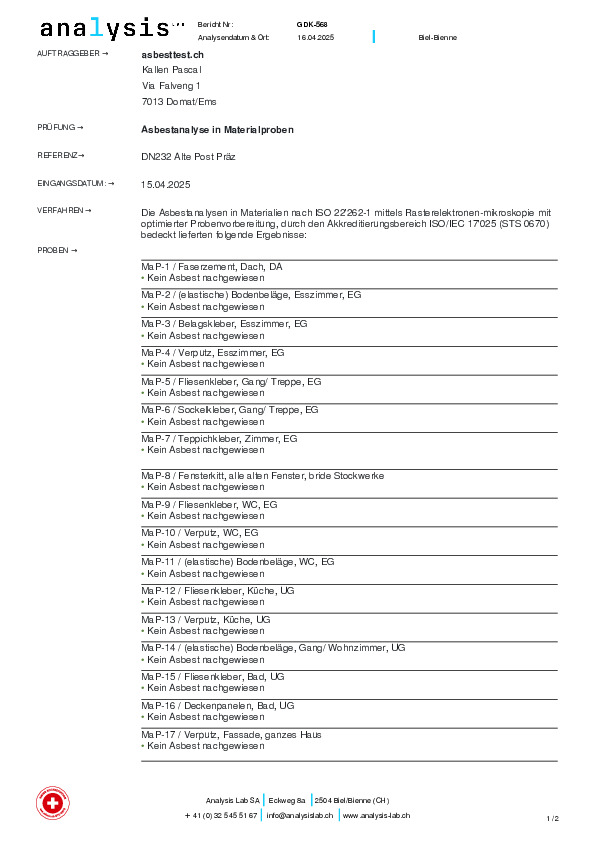 analysis
Bericht Nr: GDK-568
Analysendatum & Ort: 16.04.2025 Biel-Bienne
AUFTRAGGEBER → asbesttest.ch
Kallen Pascal
Via Falveng 1
7013 Domat/Ems
PRÜFUNG → Asbestanalyse in Materialproben
REFERENZ→ DN232 Alte Post Präz
EINGANGSDATUM: → 15.04.2025
VERFAHREN → Die Asbestanalysen in Materialien nach ISO 22'262-1 mittels Rasterelektronen-mikroskopie mit
optimierter Probenvorbereitung, durch den Akkreditierungsbereich ISO/IEC 17'025 (STS 0670)
bedeckt lieferten folgende Ergebnisse:
PROBEN →
MaP-1 / Faserzement, Dach, DA
• Kein Asbest nachgewiesen
MaP-2 / (elastische) Bodenbeläge, Esszimmer, EG
• Kein Asbest nachgewiesen
MaP-3 / Belagskleber, Esszimmer, EG
• Kein Asbest nachgewiesen
MaP-4 / Verputz, Esszimmer, EG
• Kein Asbest nachgewiesen
MaP-5 / Fliesenkleber, Gang/ Treppe, EG
• Kein Asbest nachgewiesen
MaP-6 / Sockelkleber, Gang/ Treppe, EG
• Kein Asbest nachgewiesen
MaP-7 / Teppichkleber, Zimmer, EG
• Kein Asbest nachgewiesen
MaP-8 / Fensterkitt, alle alten Fenster, bride Stockwerke
• Kein Asbest nachgewiesen
MaP-9 / Fliesenkleber, WC, EG
• Kein Asbest nachgewiesen
MaP-10 / Verputz, WC, EG
• Kein Asbest nachgewiesen
MaP-11 / (elastische) Bodenbeläge, WC, EG
• Kein Asbest nachgewiesen
MaP-12 / Fliesenkleber, Küche, UG
• Kein Asbest nachgewiesen
MaP-13 / Verputz, Küche, UG
• Kein Asbest nachgewiesen
MaP-14 / (elastische) Bodenbeläge, Gang/ Wohnzimmer, UG
• Kein Asbest nachgewiesen
MaP-15 / Fliesenkleber, Bad, UG
• Kein Asbest nachgewiesen
MaP-16 / Deckenpanelen, Bad, UG
• Kein Asbest nachgewiesen
MaP-17 / Verputz, Fassade, ganzes Haus
• Kein Asbest nachgewiesen
Analysis Lab SA | Eckweg 8a | 2504 Biel/Bienne (CH)
+ 41 (0) 32 545 51 67 | info@analysislab.ch | www.analysis-lab.ch
1 / 2